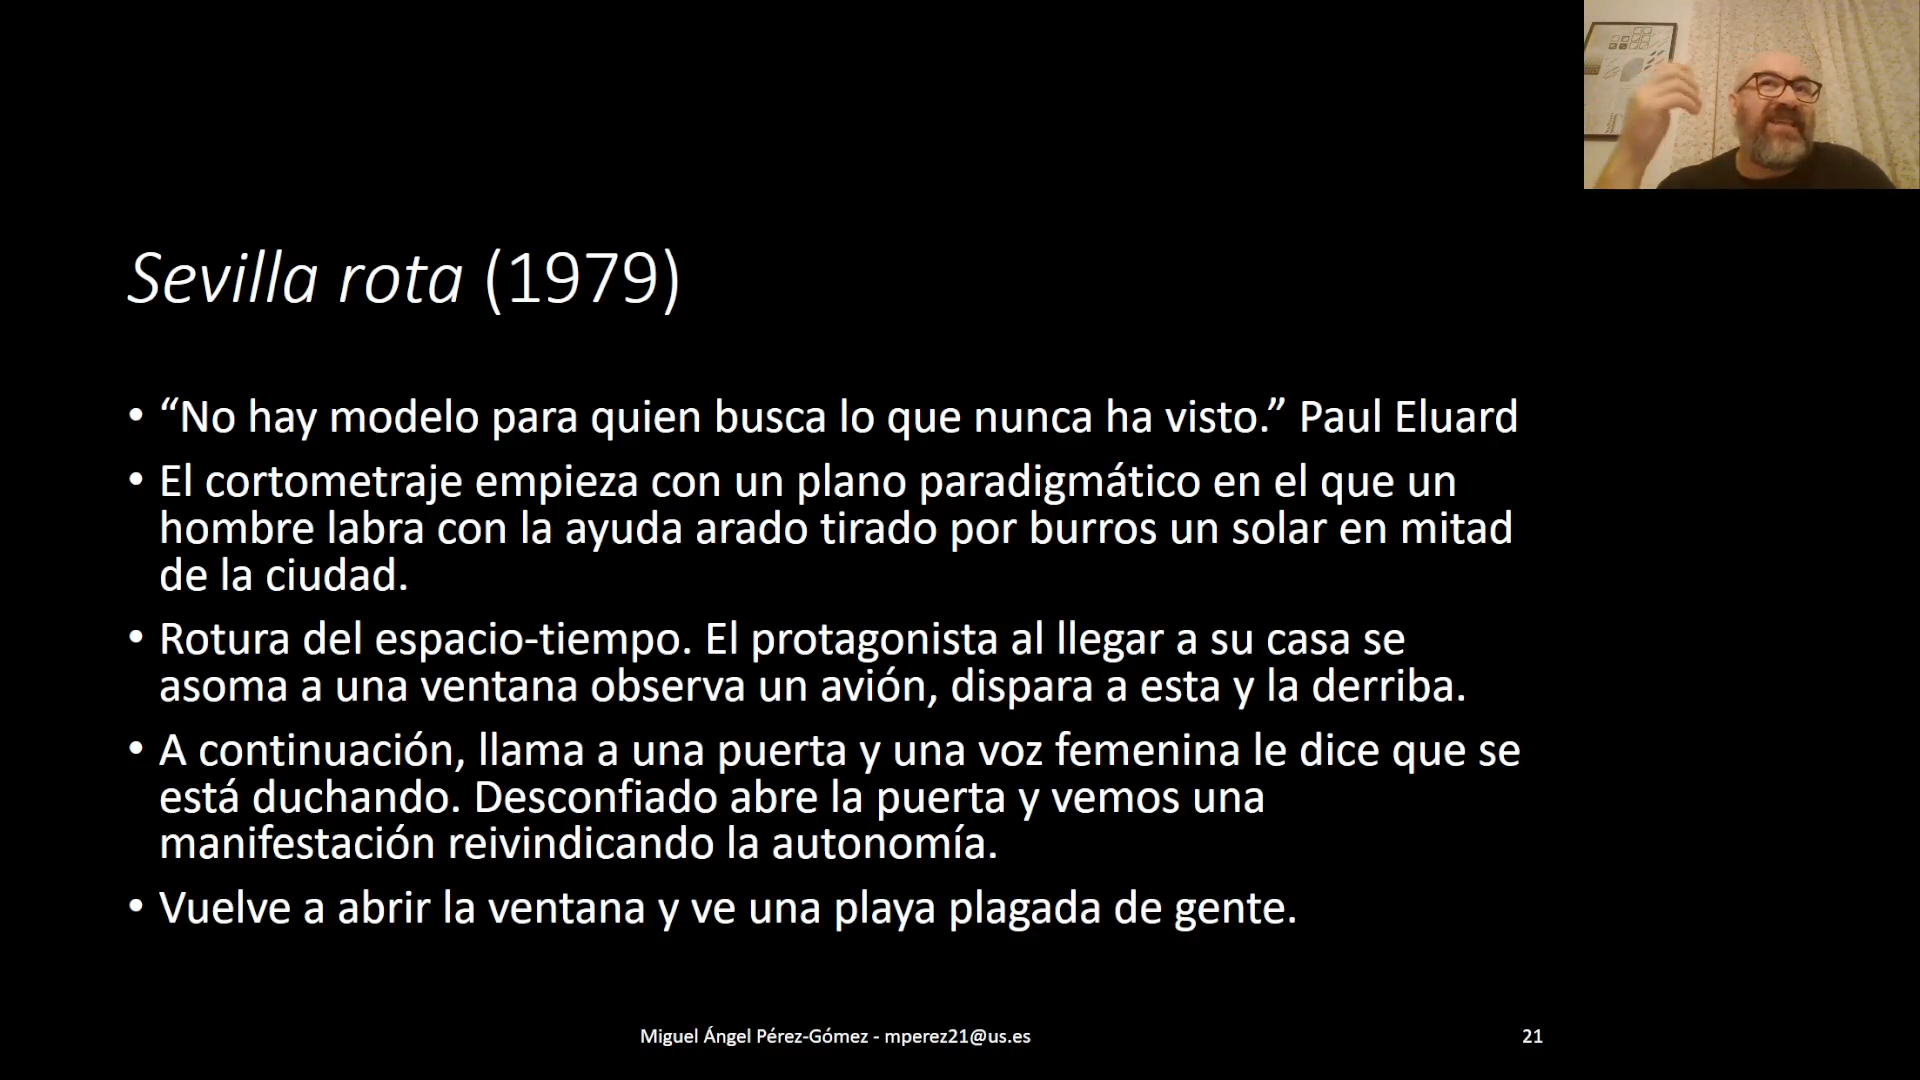 Sevilla rota (1979)
• “No hay modelo para quien busca lo que nunca ha visto.” Paul Eluard
• El cortometraje empieza con un plano paradigmático en el que un
hombre labra con la ayuda arado tirado por burros un solar en mitad
de la ciudad.
• Rotura del espacio-tiempo. El protagonista al llegar a su casa se
asoma a una ventana observa un avión, dispara a esta y la derriba.
• A continuación, llama a una puerta y una voz femenina le dice que se
está duchando. Desconfiado abre la puerta y vemos una
manifestación reivindicando la autonomía.
• Vuelve a abrir la ventana y ve una playa plagada de gente.
Miguel Ángel Pérez-Gómez - mperez21@us.es
21